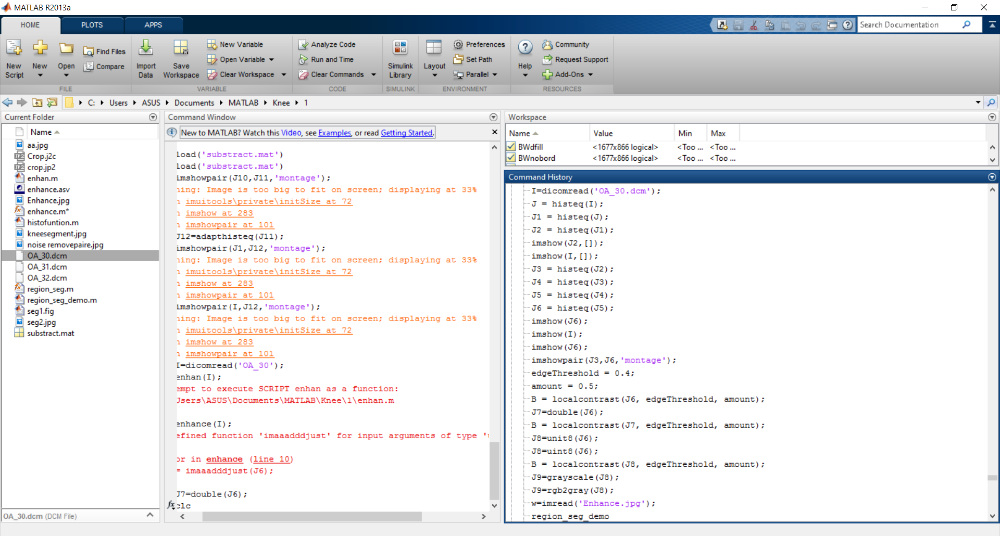 MATLAB R2013a
HOME PLOTS APPS
Search Documentation
New Script
New
Open
Find Files
Compare
FILE
Import Data
Save Workspace
New Variable
Open Variable
Clear Workspace
VARIABLE
Analyze Code
Run and Time
Clear Commands
CODE
Simulink Library
SIMULINK
Layout
Preferences
Set Path
Parallel
ENVIRONMENT
Help
Community
Request Support
Add-Ons
RESOURCES
C: Users ASUS Documents MATLAB Knee 1
Current Folder
Name
aa.jpg
Crop.j2c
crop.jp2
enhan.m
enhance.asv
Enhance.jpg
enhance.m*
histofuntion.m
kneesegment.jpg
noise removepaire.jpg
OA_30.dcm
OA_31.dcm
OA_32.dcm
region_seg.m
region_seg_demo.m
seg1.fig
seg2.jpg
substract.mat
OA_30.dcm (DCM File)
Command Window
New to MATLAB? Watch this Video, see Examples, or read Getting Started.
load('substract.mat')
load('substract.mat')
imshowpair(J10,J11,'montage');
ning: Image is too big to fit on screen; displaying at 33%
n imuitools\private\initSize at 72
n imshow at 283
n imshowpair at 101
J12=adapthisteq(J11);
imshowpair(J1,J12,'montage');
ning: Image is too big to fit on screen; displaying at 33%
n imuitools\private\initSize at 72
n imshow at 283
n imshowpair at 101
imshowpair(I,J12,'montage');
ning: Image is too big to fit on screen; displaying at 33%
n imuitools\private\initSize at 72
n imshow at 283
n imshowpair at 101
I=dicomread('OA_30');
enhan(I);
empt to execute SCRIPT enhan as a function:
Users\ASUS\Documents\MATLAB\Knee\1\enhan.m
enhance(I);
efined function 'imaaadddjust' for input arguments of type 'u
or in enhance (line 10)
= imaaadddjust(J6);
J7=double(J6);
fx clc
Workspace
Name Value Min Max
BWdfill <1677x866 logical> <Too ... <Too ...
BWnobord <1677x866 logical> <Too ... <Too ...
Command History
I=dicomread('OA_30.dcm');
J = histeq(I);
J1 = histeq(J);
J2 = histeq(J1);
imshow(J2,[]);
imshow(I,[]);
J3 = histeq(J2);
J4 = histeq(J3);
J5 = histeq(J4);
J6 = histeq(J5);
imshow(J6);
imshow(I);
imshow(J6);
imshowpair(J3,J6,'montage');
edgeThreshold = 0.4;
amount = 0.5;
B = localcontrast(J6, edgeThreshold, amount);
J7=double(J6);
B = localcontrast(J7, edgeThreshold, amount);
J8=unit8(J6);
J8=uint8(J6);
B = localcontrast(J8, edgeThreshold, amount);
J9=grayscale(J8);
J9=rgb2gray(J8);
w=imread('Enhance.jpg');
region_seg_demo